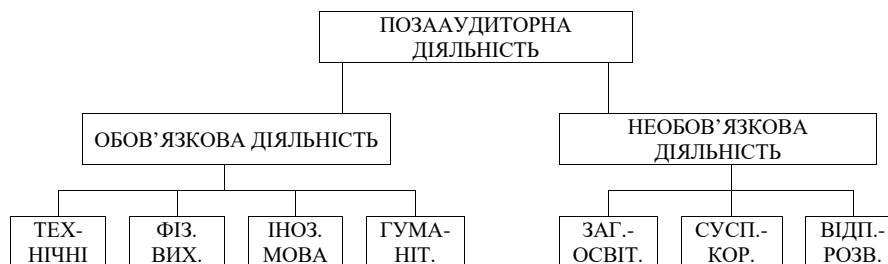 ПОЗААУДИТОРНА
ДІЯЛЬНІСТЬ
ОБОВ’ЯЗКОВА ДІЯЛЬНІСТЬ
НЕОБОВ’ЯЗКОВА
ДІЯЛЬНІСТЬ
ТЕХ-
НІЧНІ
ФІЗ.
ВИХ.
ІНОЗ.
МОВА
ГУМА-
НІТ.
ЗАГ.-
ОСВІТ.
СУСП.-
КОР.
ВІДП.-
РОЗВ.